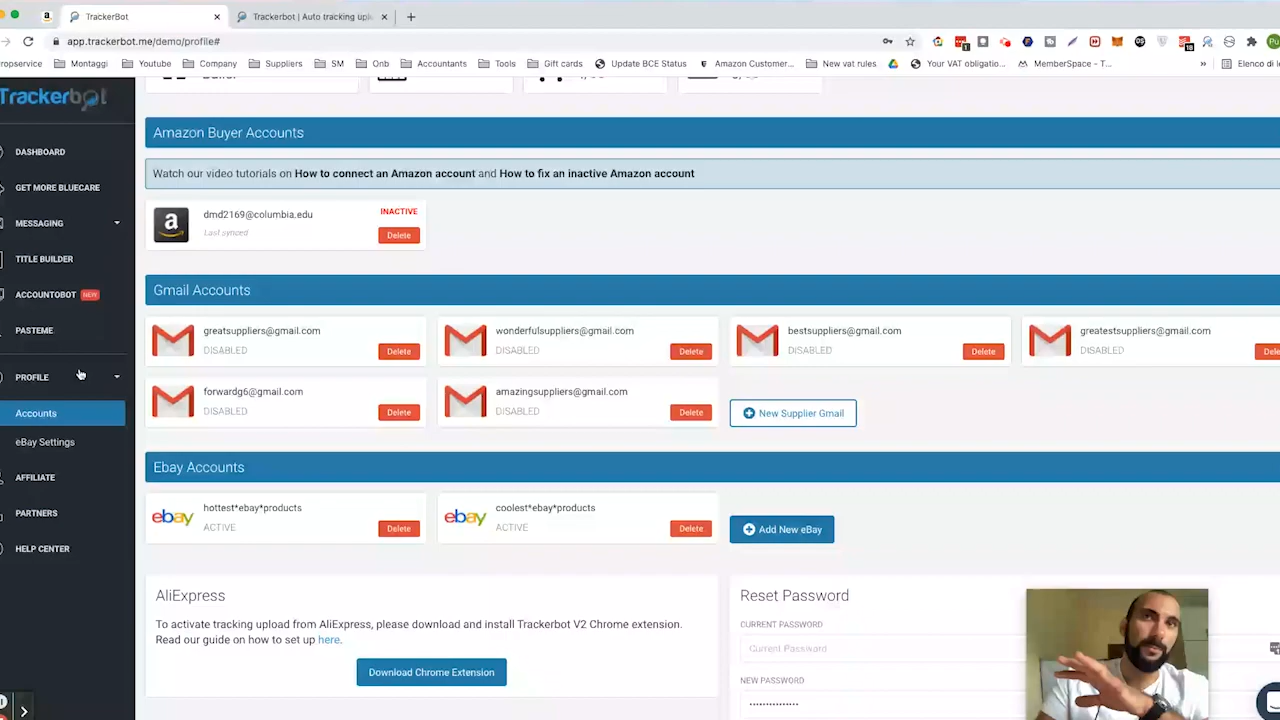 TrackerBot
Trackerbot | Auto tracking upl
app.trackerbot.me/demo/profile#
ropservice
Montaggi
Youtube
Company
Suppliers
SM
Onb
Accountants
Tools
Gift cards
Update BCE Status
Amazon Customer...
New vat rules
Your VAT obligatio...
MemberSpace - T...
»
Elenco di le
Trackerbot
DASHBOARD
GET MORE BLUECARE
MESSAGING
TITLE BUILDER
ACCOUNTOBOT NEW
PASTEME
PROFILE
Accounts
eBay Settings
AFFILIATE
PARTNERS
HELP CENTER
Amazon Buyer Accounts
Watch our video tutorials on How to connect an Amazon account and How to fix an inactive Amazon account
dmd2169@columbia.edu
INACTIVE
Last synced
Delete
Gmail Accounts
greatsuppliers@gmail.com
DISABLED
Delete
wonderfulsuppliers@gmail.com
DISABLED
Delete
bestsuppliers@gmail.com
DISABLED
Delete
greatestsuppliers@gmail.com
DISABLED
Dele
forwardg6@gmail.com
DISABLED
Delete
amazingsuppliers@gmail.com
DISABLED
Delete
New Supplier Gmail
Ebay Accounts
ebay
hottest*ebay*products
ACTIVE
Delete
ebay
coolest*ebay*products
ACTIVE
Delete
Add New eBay
AliExpress
To activate tracking upload from AliExpress, please download and install Trackerbot V2 Chrome extension.
Read our guide on how to set up here.
Download Chrome Extension
Reset Password
CURRENT PASSWORD
Current Password
NEW PASSWORD